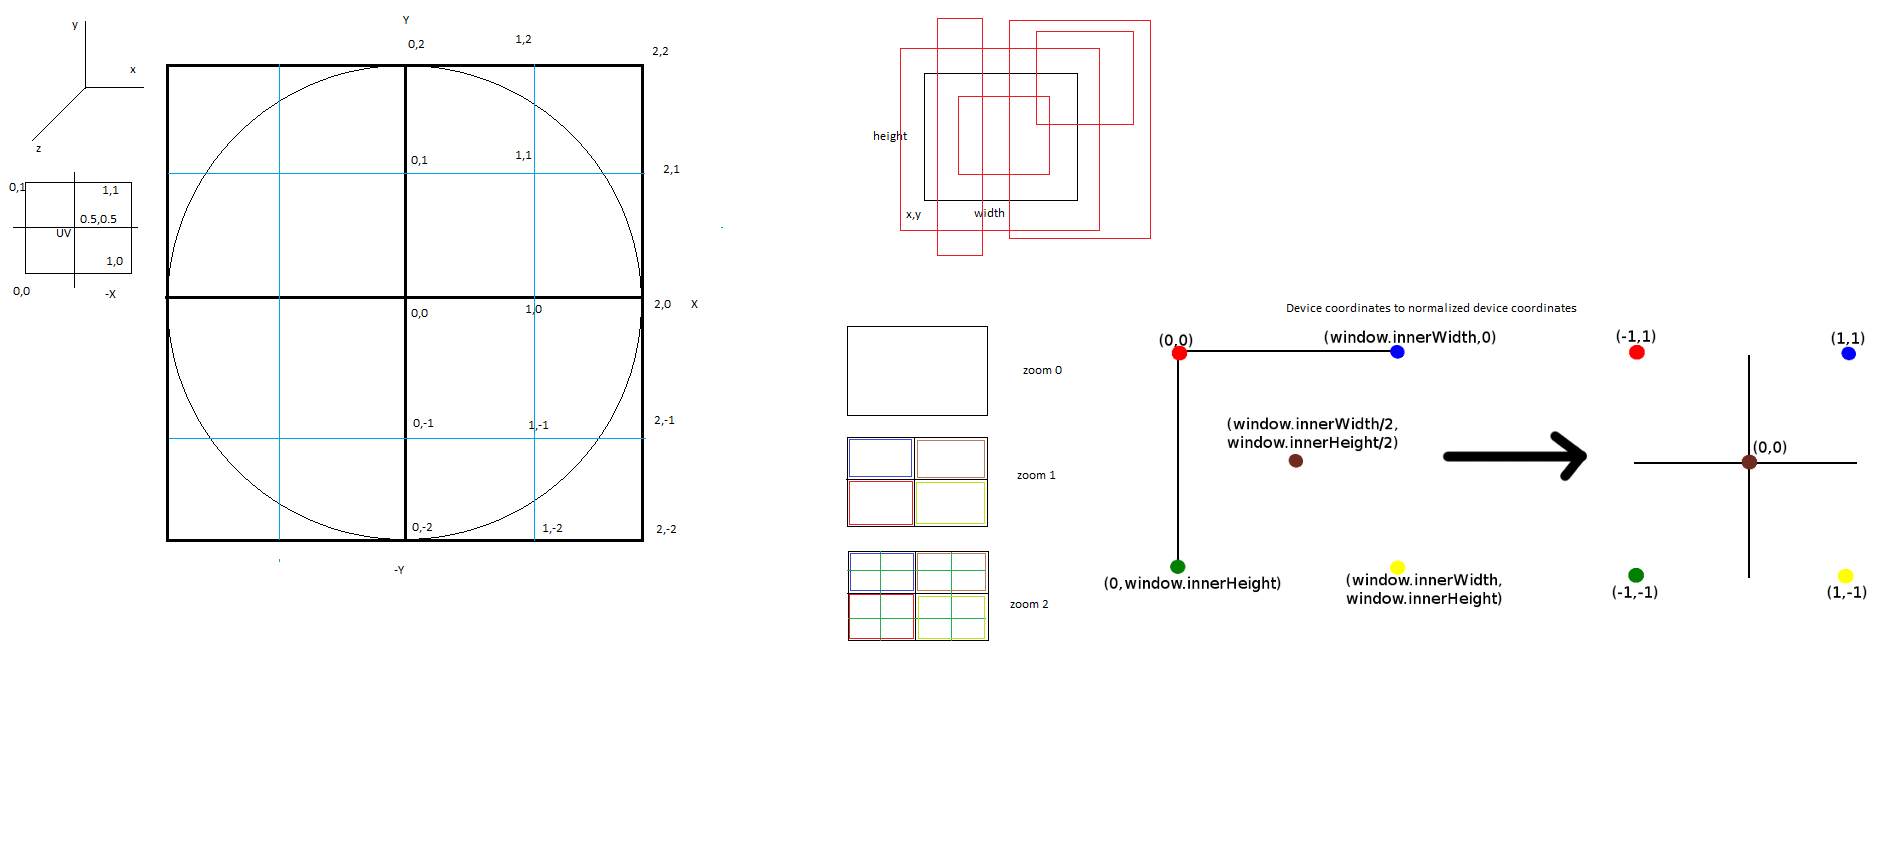 y
x
z
0,1
1,1
0.5,0.5
UV
1,0
0,0
-X
Y
0,2
1,2
2,2
0,1
1,1
2,1
0,0
1,0
2,0
X
0,-1
1,-1
2,-1
0,-2
1,-2
2,-2
-Y
height
x,y
width
zoom 0
zoom 1
zoom 2
Device coordinates to normalized device coordinates
(0,0)
(window.innerWidth,0)
(window.innerWidth/2,
window.innerHeight/2)
(0,window.innerHeight)
(window.innerWidth,
window.innerHeight)
(-1,1)
(1,1)
(0,0)
(-1,-1)
(1,-1)